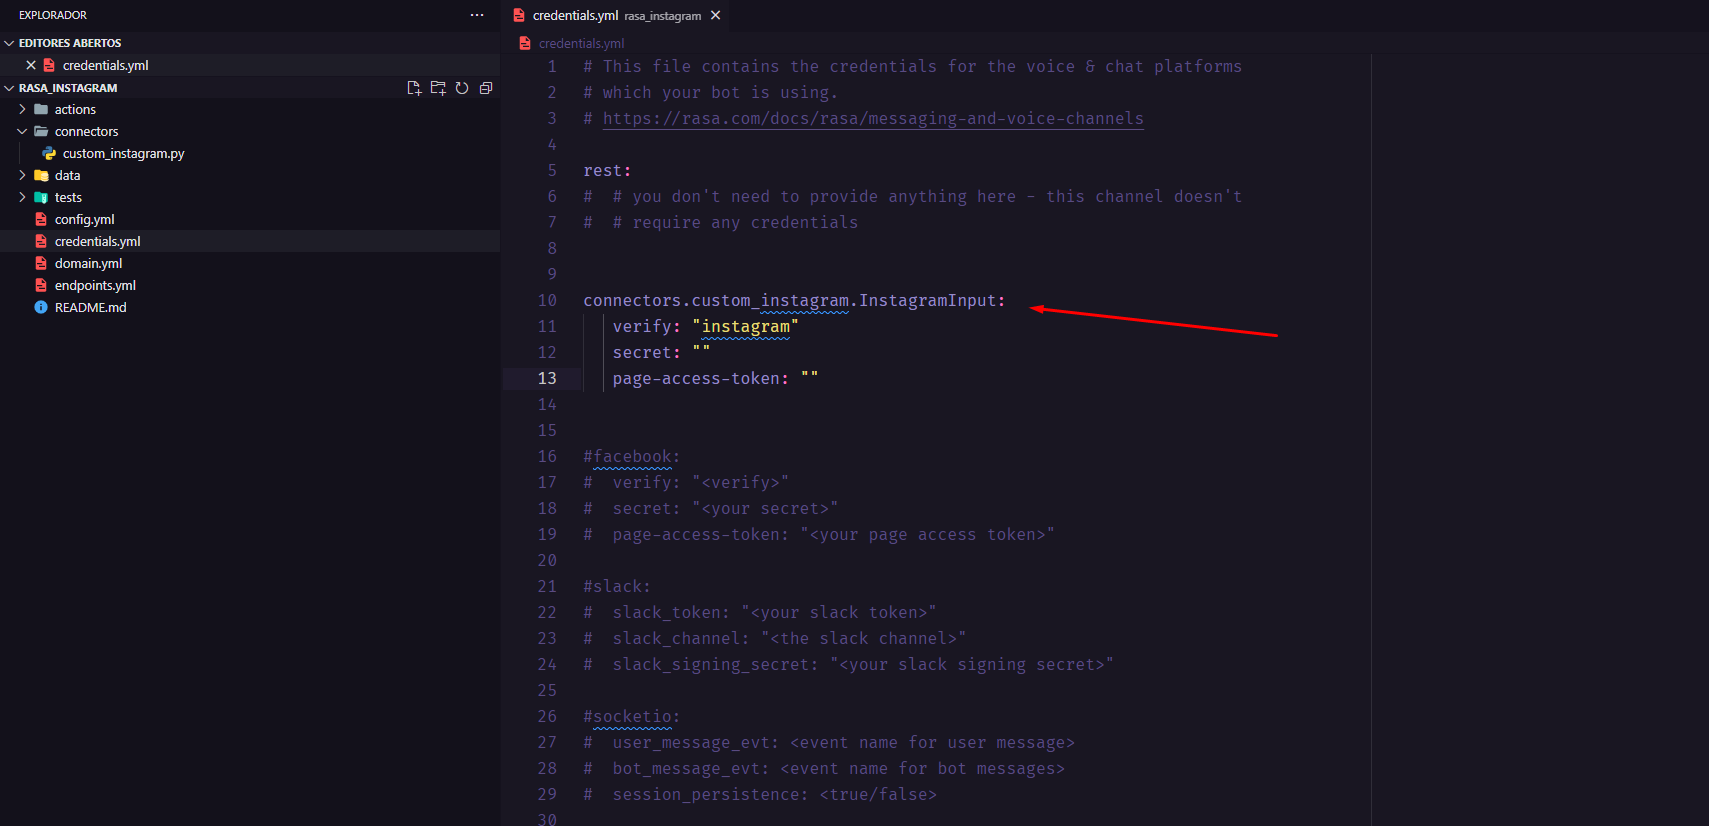 EXPLORADOR
EDITORES ABERTOS
credentials.yml
RASA_INSTAGRAM
actions
connectors
custom_instagram.py
data
tests
config.yml
credentials.yml
domain.yml
endpoints.yml
README.md
credentials.yml rasa_instagram
credentials.yml
1 # This file contains the credentials for the voice & chat platforms
2 # which your bot is using.
3 # https://rasa.com/docs/rasa/messaging-and-voice-channels
4
5 rest:
6 #  # you don't need to provide anything here - this channel doesn't
7 #  # require any credentials
8
9
10 connectors.custom_instagram.InstagramInput:
11    verify: "instagram"
12    secret: ""
13    page-access-token: ""
14
15
16 #facebook:
17 #  verify: "<verify>"
18 #  secret: "<your secret>"
19 #  page-access-token: "<your page access token>"
20
21 #slack:
22 #  slack_token: "<your slack token>"
23 #  slack_channel: "<the slack channel>"
24 #  slack_signing_secret: "<your slack signing secret>"
25
26 #socketio:
27 #  user_message_evt: <event name for user message>
28 #  bot_message_evt: <event name for bot messages>
29 #  session_persistence: <true/false>
30